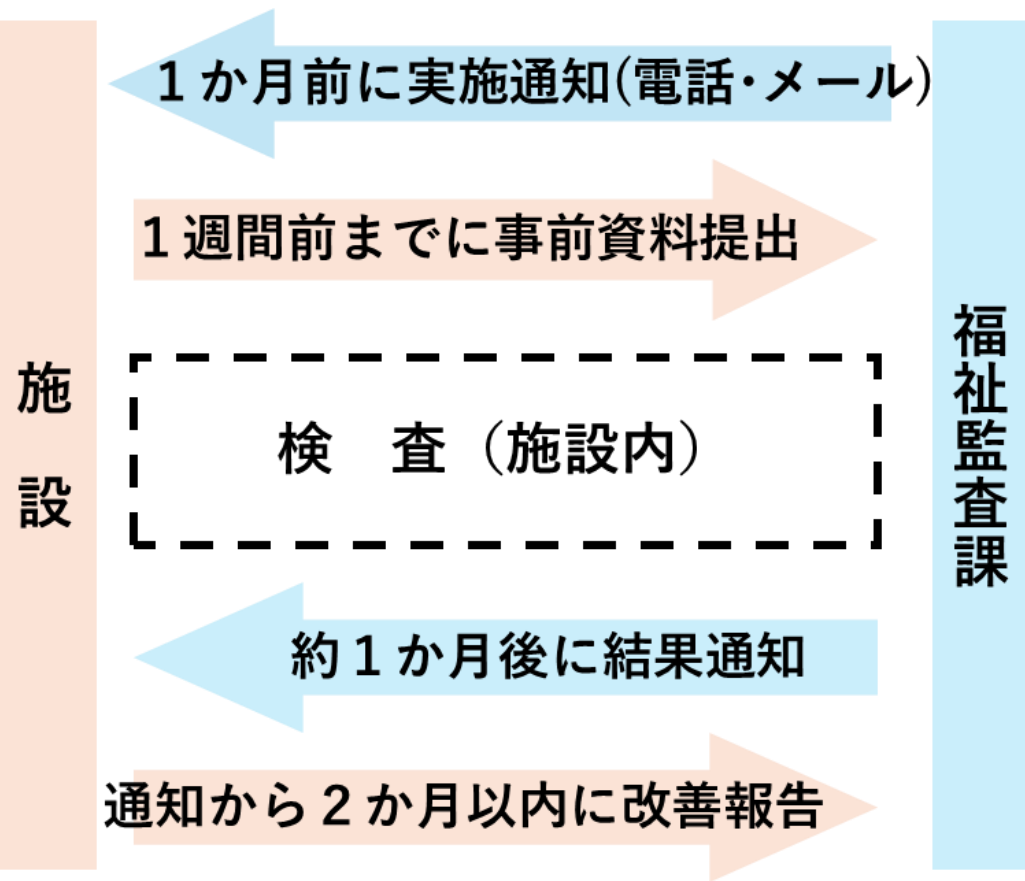 1か月前に実施通知(電話・メール)
1週間前までに事前資料提出
施設
検　査（施設内）
福祉監査課
約1か月後に結果通知
通知から2か月以内に改善報告